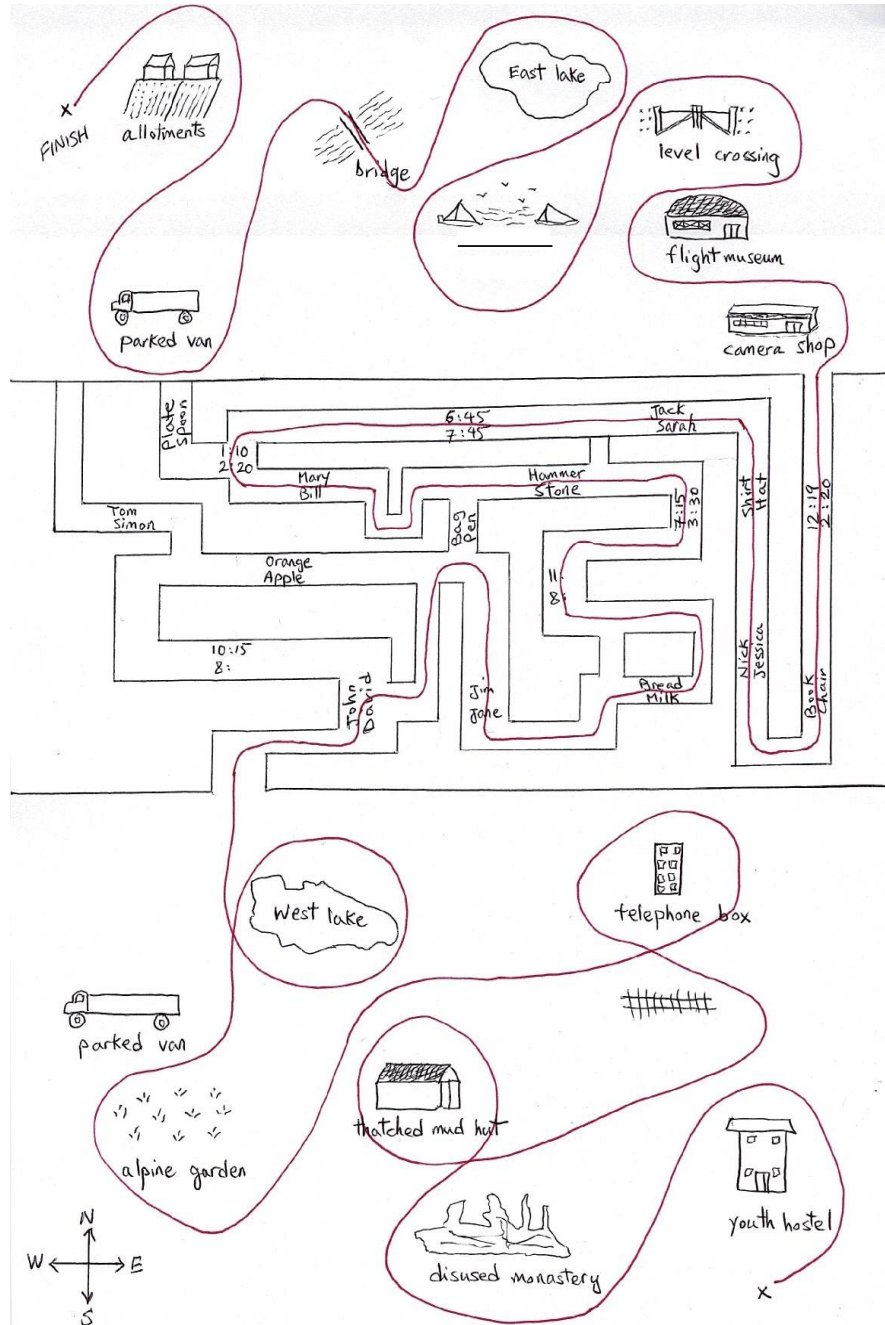 East lake
FINISH
allotments
level crossing
bridge
flight museum
parked van
camera shop
Plate
Spoon
6:45
7:45
Jack
Sarah
1:10
2:20
Mary
Bill
Hammer
Stone
7:15
3:30
Shirt
Hat
12:19
2:20
Tom
Simon
Bag
Pen
Orange
Apple
11:
8:
10:15
8:
John
David
Jim
Jane
Bread
Milk
Nick
Jessica
Book
Chair
West lake
telephone box
parked van
thatched mud hut
alpine garden
youth hostel
disused monastery
N
W E
S